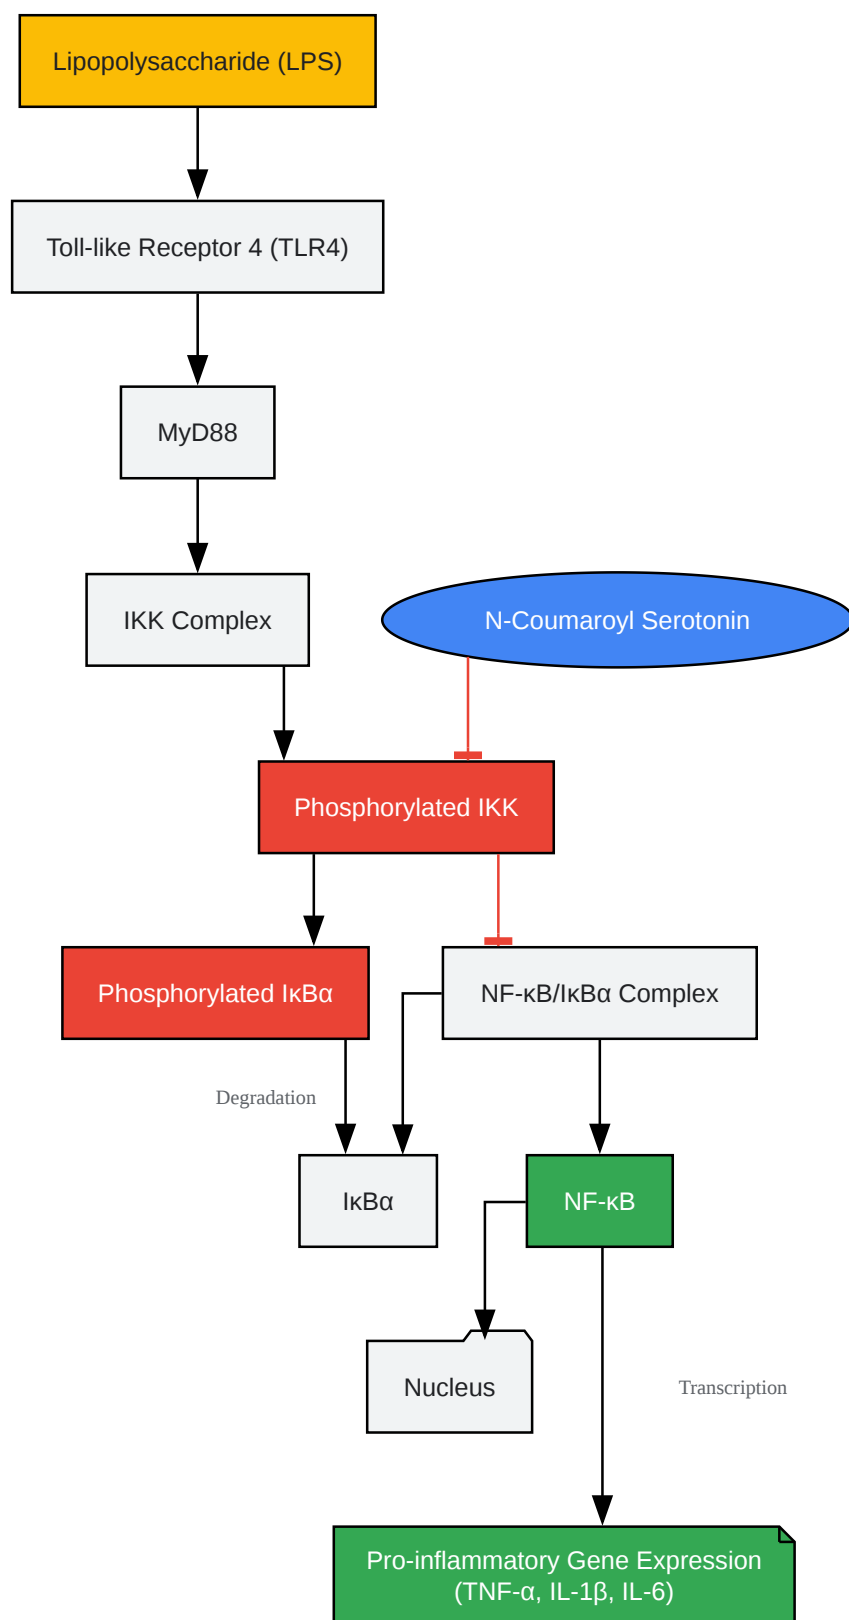 Lipopolysaccharide (LPS)
Toll-like Receptor 4 (TLR4)
MyD88
IKK Complex
N-Coumaroyl Serotonin
Phosphorylated IKK
Phosphorylated IκBα
NF-κB/IκBα Complex
Degradation
IκBα
NF-κB
Nucleus
Transcription
Pro-inflammatory Gene Expression
(TNF-α, IL-1β, IL-6)